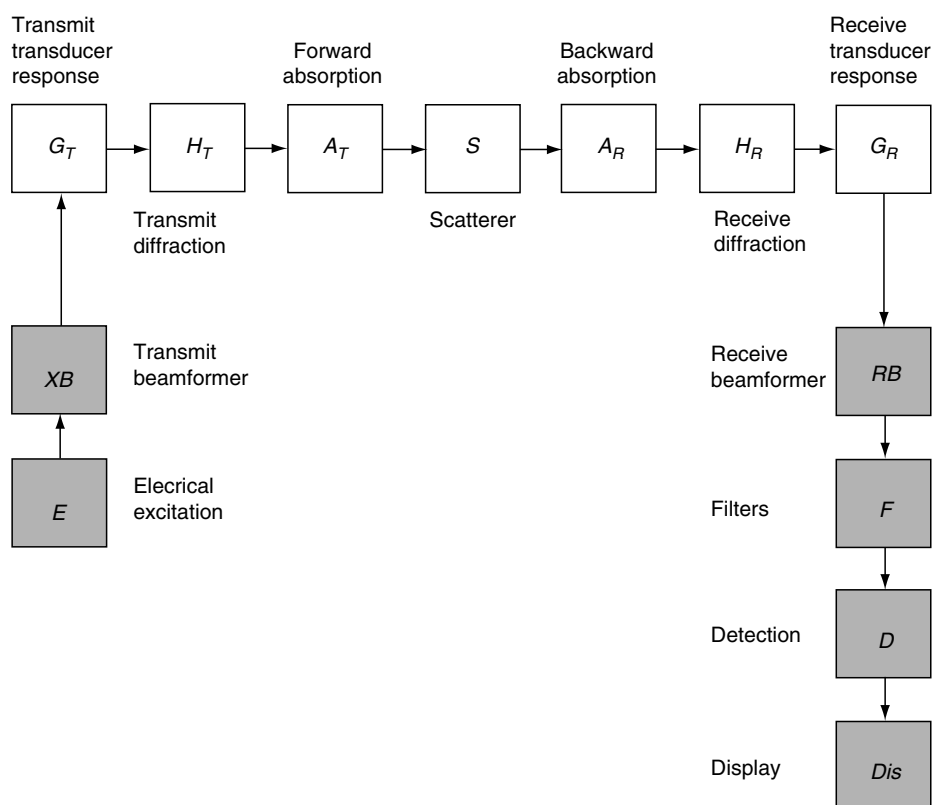 Transmit
transducer
response
Forward
absorption
Backward
absorption
Receive
transducer
response
G_T
H_T
A_T
S
A_R
H_R
G_R
Transmit
diffraction
Scatterer
Receive
diffraction
XB
Transmit
beamformer
Receive
beamformer
RB
E
Elecrical
excitation
Filters
F
Detection
D
Display
Dis